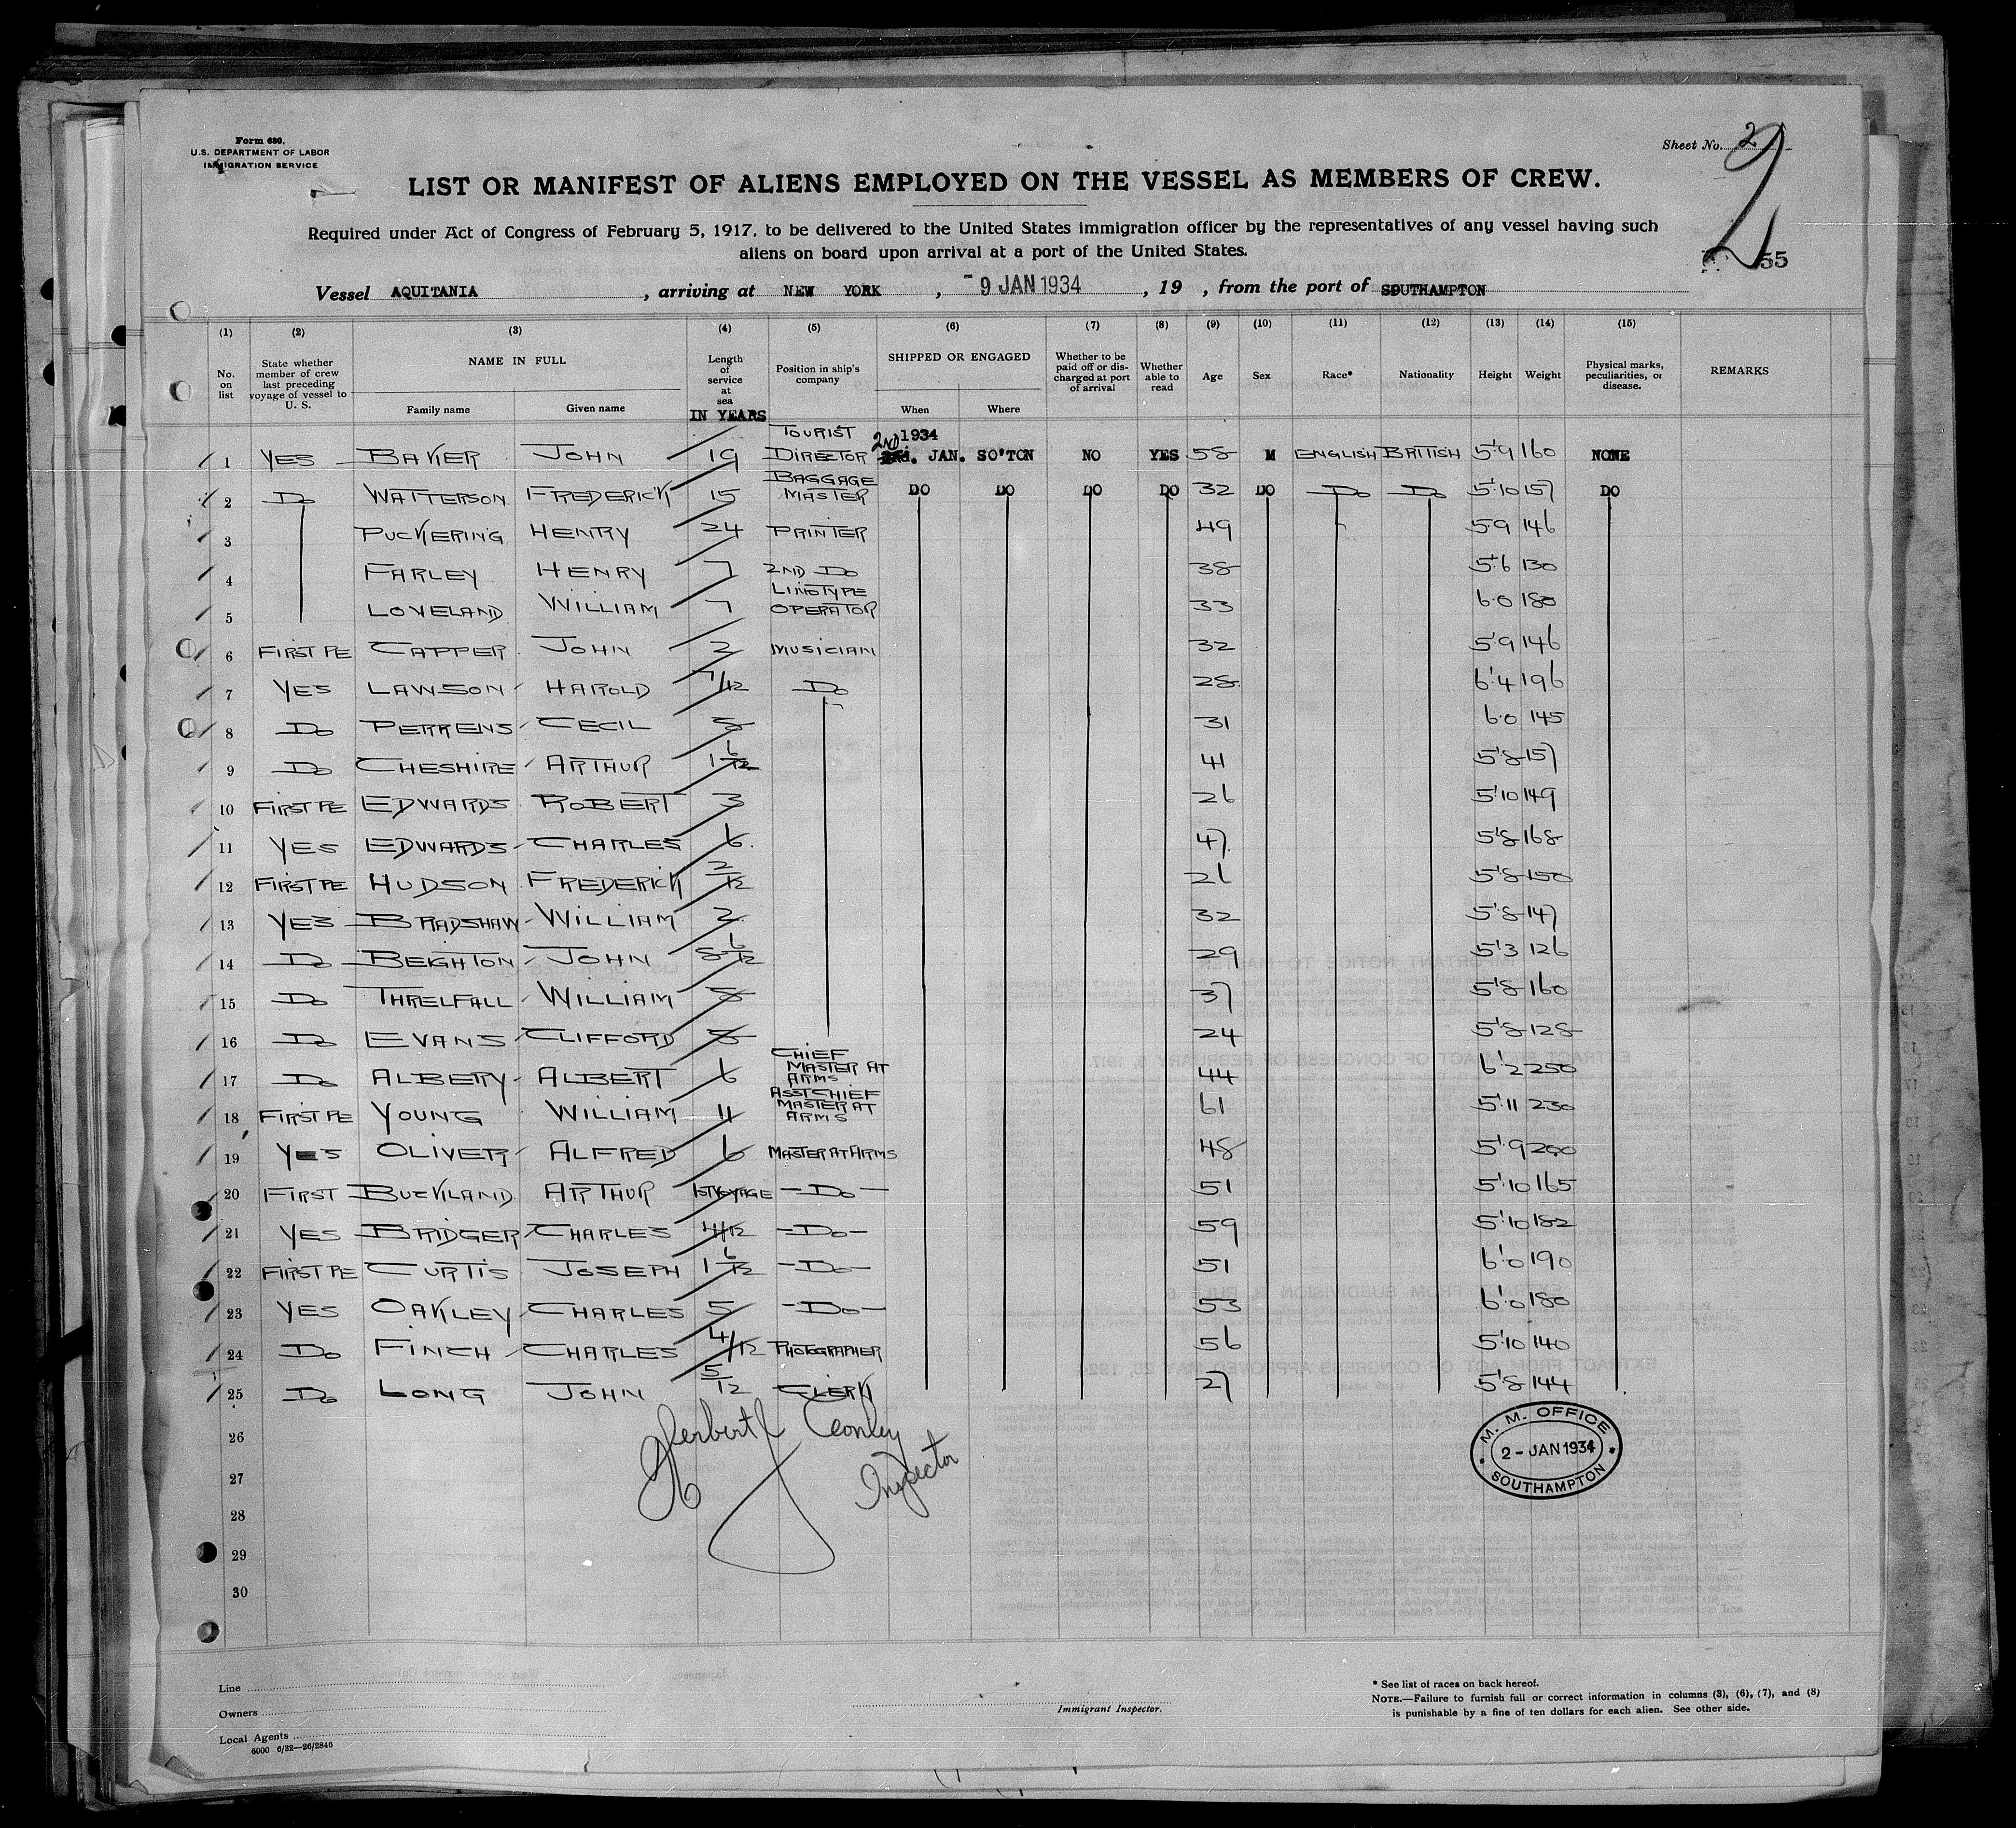 Form 680.
U.S. DEPARTMENT OF LABOR
IMMIGRATION SERVICE
Sheet No. 2
2
55
LIST OR MANIFEST OF ALIENS EMPLOYED ON THE VESSEL AS MEMBERS OF CREW.
Required under Act of Congress of February 5, 1917, to be delivered to the United States immigration officer by the representatives of any vessel having such
aliens on board upon arrival at a port of the United States.
Vessel AQUITANIA, arriving at NEW YORK, -9 JAN 1934, 19 , from the port of SOUTHAMPTON
(1) (2) (3) (4) (5) (6) (7) (8) (9) (10) (11) (12) (13) (14) (15)
No. on list State whether member of crew last preceding voyage of vessel to U. S. NAME IN FULL Family name Given name Length of service at sea IN YEARS Position in ship's company SHIPPED OR ENGAGED When Where Whether to be paid off or discharged at port of arrival Whether able to read Age Sex Race* Nationality Height Weight Physical marks, peculiarities, or disease. REMARKS
1 YES BAKER JOHN 19 TOURIST DIRECTOR 2ND 1934 JAN. SO'TON NO YES 58 M ENGLISH BRITISH 5'9 160 NONE
2 DO WATTERSON FREDERICK 15 BAGGAGE MASTER DO DO DO DO 32 DO DO DO 5'10 157 DO
3 PUCKERING HENRY 24 PRINTER 49 5'9 146
4 FARLEY HENRY 7 2ND DO 38 5'6 130
5 LOVELAND WILLIAM 7 LINOTYPE OPERATOR 33 6'0 180
6 FIRST PE CAPPER JOHN 2 MUSICIAN 32 5'9 146
7 YES LAWSON HAROLD 7/12 DO 28 6'4 196
8 DO PERRENS CECIL 8 31 6'0 145
9 DO CHESHIRE ARTHUR 1 6/12 41 5'8 157
10 FIRST PE EDWARDS ROBERT 3 26 5'10 149
11 YES EDWARDS CHARLES 6 47 5'8 168
12 FIRST PE HUDSON FREDERICK 2/12 26 5'8 150
13 YES BRADSHAW WILLIAM 2 32 5'8 147
14 DO BEIGHTON JOHN 8 6/12 29 5'3 126
15 DO THRELFALL WILLIAM 8 37 5'8 160
16 DO EVANS CLIFFORD 8 24 5'8 128
17 DO ALBERY ALBERT 6 CHIEF MASTER AT ARMS 44 6'2 250
18 FIRST PE YOUNG WILLIAM 11 ASST CHIEF MASTER AT ARMS 61 5'11 230
19 YES OLIVER ALFRED 6 MASTER AT ARMS 48 5'9 200
20 FIRST BUCKLAND ARTHUR 1ST VOYAGE DO 51 5'10 165
21 YES BRIDGER CHARLES 4/12 DO 59 5'10 182
22 FIRST PE CURTIS JOSEPH 1 6/12 DO 51 6'0 190
23 YES OAKLEY CHARLES 5 DO 53 6'0 180
24 DO FINCH CHARLES 4/12 PHOTOGRAPHER 56 5'10 140
25 DO LONG JOHN 5/12 CLERK 27 5'8 144
26
27
28
29
30
Herbert J Conley
Inspector
M. M. OFFICE
2 - JAN 1934
SOUTHAMPTON
Line
Owners
Local Agents
6000 6/32—26/2846
Immigrant Inspector.
* See list of races on back hereof.
NOTE.—Failure to furnish full or correct information in columns (3), (6), (7), and (8)
is punishable by a fine of ten dollars for each alien. See other side.